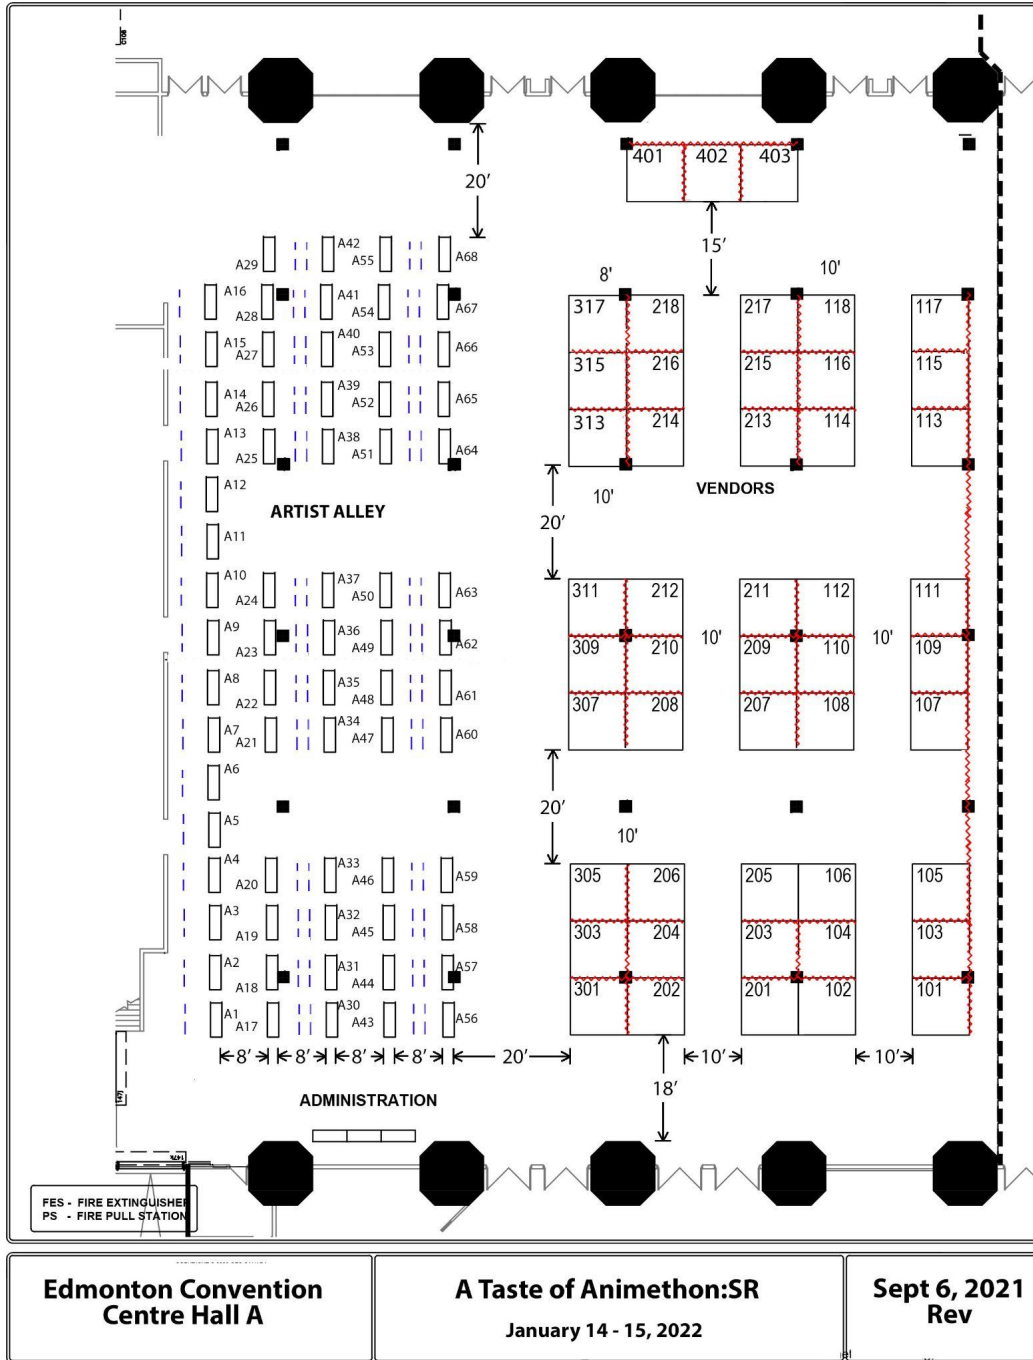 C108
401 402 403
20'
15'
8' 10'
A29 A42 A55 A68
317 218 217 118 117
A16 A28 A41 A54 A67
A15 A27 A40 A53 A66
315 216 215 116 115
A14 A26 A39 A52 A65
313 214 213 114 113
A13 A25 A38 A51 A64
A12
VENDORS
10'
ARTIST ALLEY
20'
A11
A10 A24 A37 A50 A63
311 212 211 112 111
A9 A23 A36 A49 A62
309 210 10' 209 110 10' 109
A8 A22 A35 A48 A61
307 208 207 108 107
A7 A21 A34 A47 A60
A6
20'
A5
10'
A4 A20 A33 A46 A59
305 206 205 106 105
A3 A19 A32 A45 A58
303 204 203 104 103
A2 A18 A31 A44 A57
301 202 201 102 101
A1 A17 A30 A43 A56
8' 8' 8' 8' 20' 10' 10'
18'
ADMINISTRATION
FES - FIRE EXTINGUISHER
PS - FIRE PULL STATION
Edmonton Convention
Centre Hall A
A Taste of Animethon:SR
January 14 - 15, 2022
Sept 6, 2021
Rev